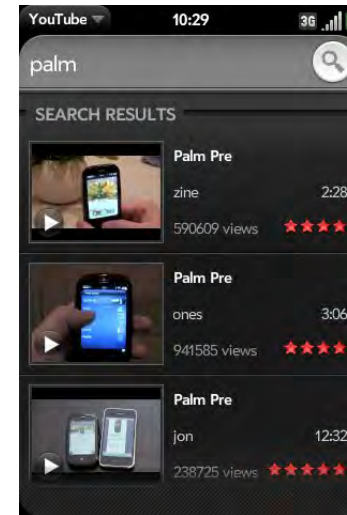 YouTube 10:29 3G
palm
SEARCH RESULTS
Palm Pre
zine 2:28
590609 views
Palm Pre
ones 3:06
941585 views
Palm Pre
jon 12:32
238725 views